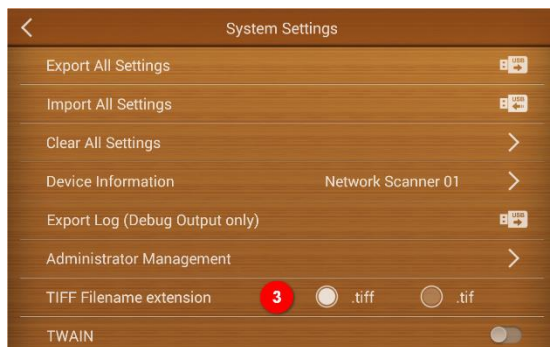 System Settings
Export All Settings USB
Import All Settings USB
Clear All Settings
Device Information Network Scanner 01
Export Log (Debug Output only) USB
Administrator Management
TIFF Filename extension 3 .tiff .tif
TWAIN